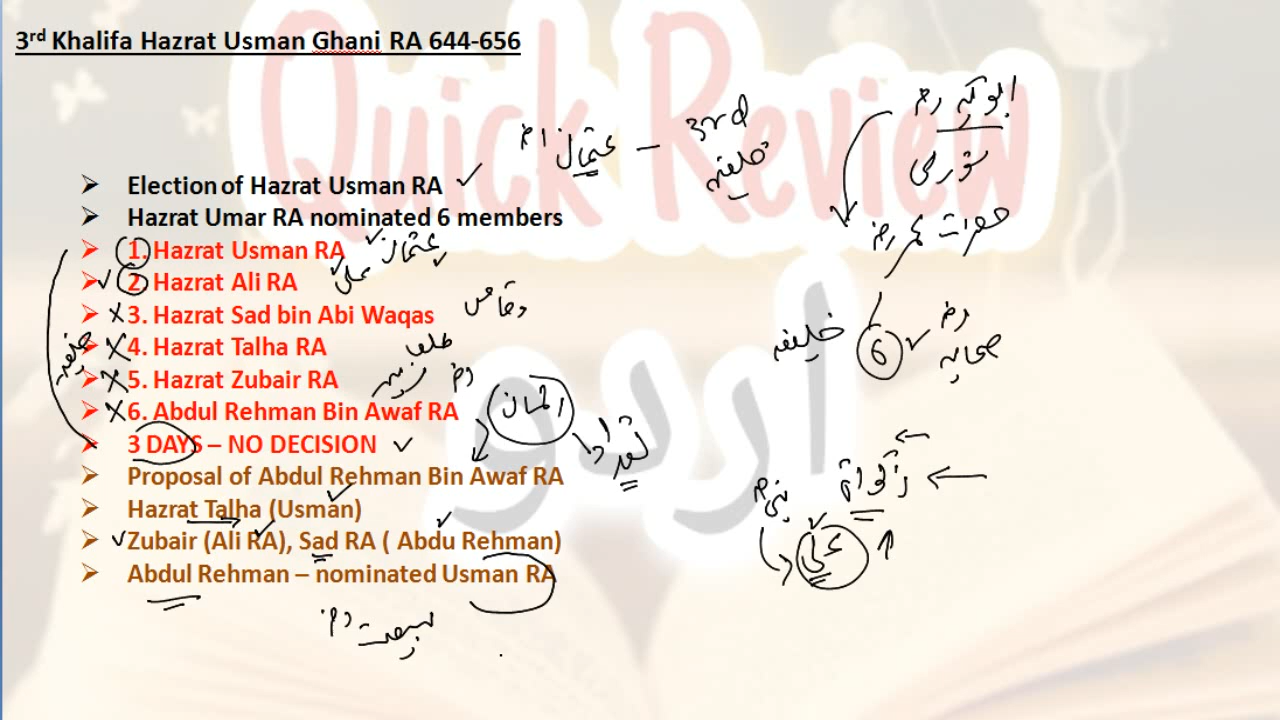 3rd Khalifa Hazrat Usman Ghani RA 644-656
Quick Review
اردو
ابوبکر رض
شوریٰ
عثمان رض – 3rd
خلیفہ
Election of Hazrat Usman RA
Hazrat Umar RA nominated 6 members
حضرت عمر رض
1. Hazrat Usman RA
عثمان
2. Hazrat Ali RA
علی
3. Hazrat Sad bin Abi Waqas
وقاص
4. Hazrat Talha RA
5. Hazrat Zubair RA
6. Abdul Rehman Bin Awaf RA
خلیفہ 6 صحابہ رض
خلیفہ
3 DAYS – NO DECISION
تعداد
Proposal of Abdul Rehman Bin Awaf RA
Hazrat Talha (Usman)
Zubair (Ali RA), Sad RA ( Abdu Rehman)
علی
Abdul Rehman – nominated Usman RA
بیعت